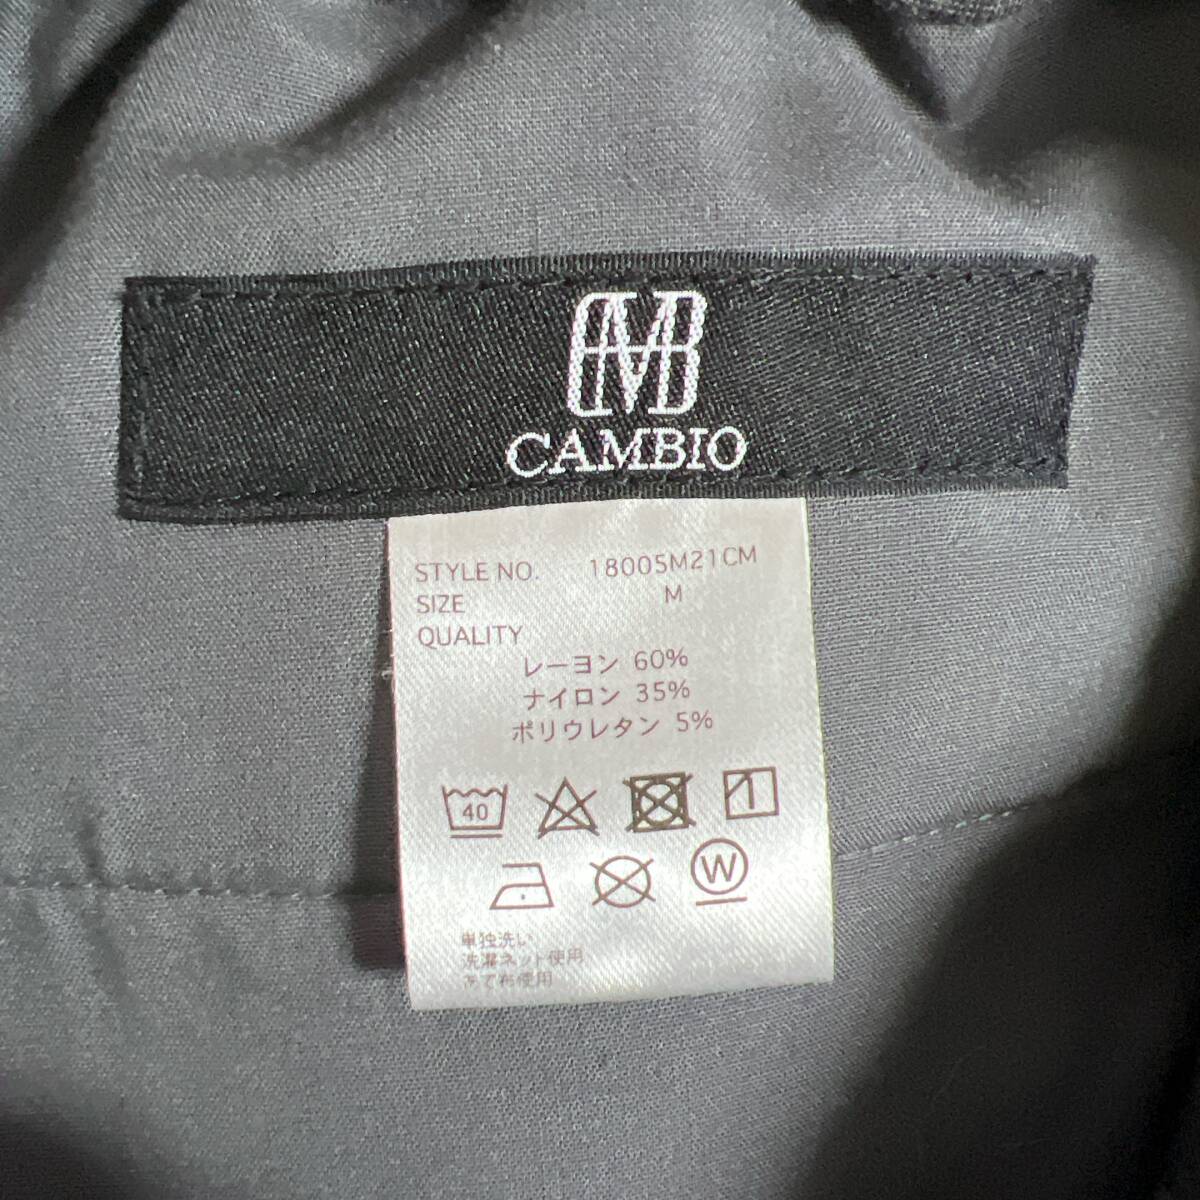 CAMBIO
STYLE NO. 18005M21CM
SIZE M
QUALITY
レーヨン 60%
ナイロン 35%
ポリウレタン 5%
40
W
単独洗い
洗濯ネット使用
あて布使用